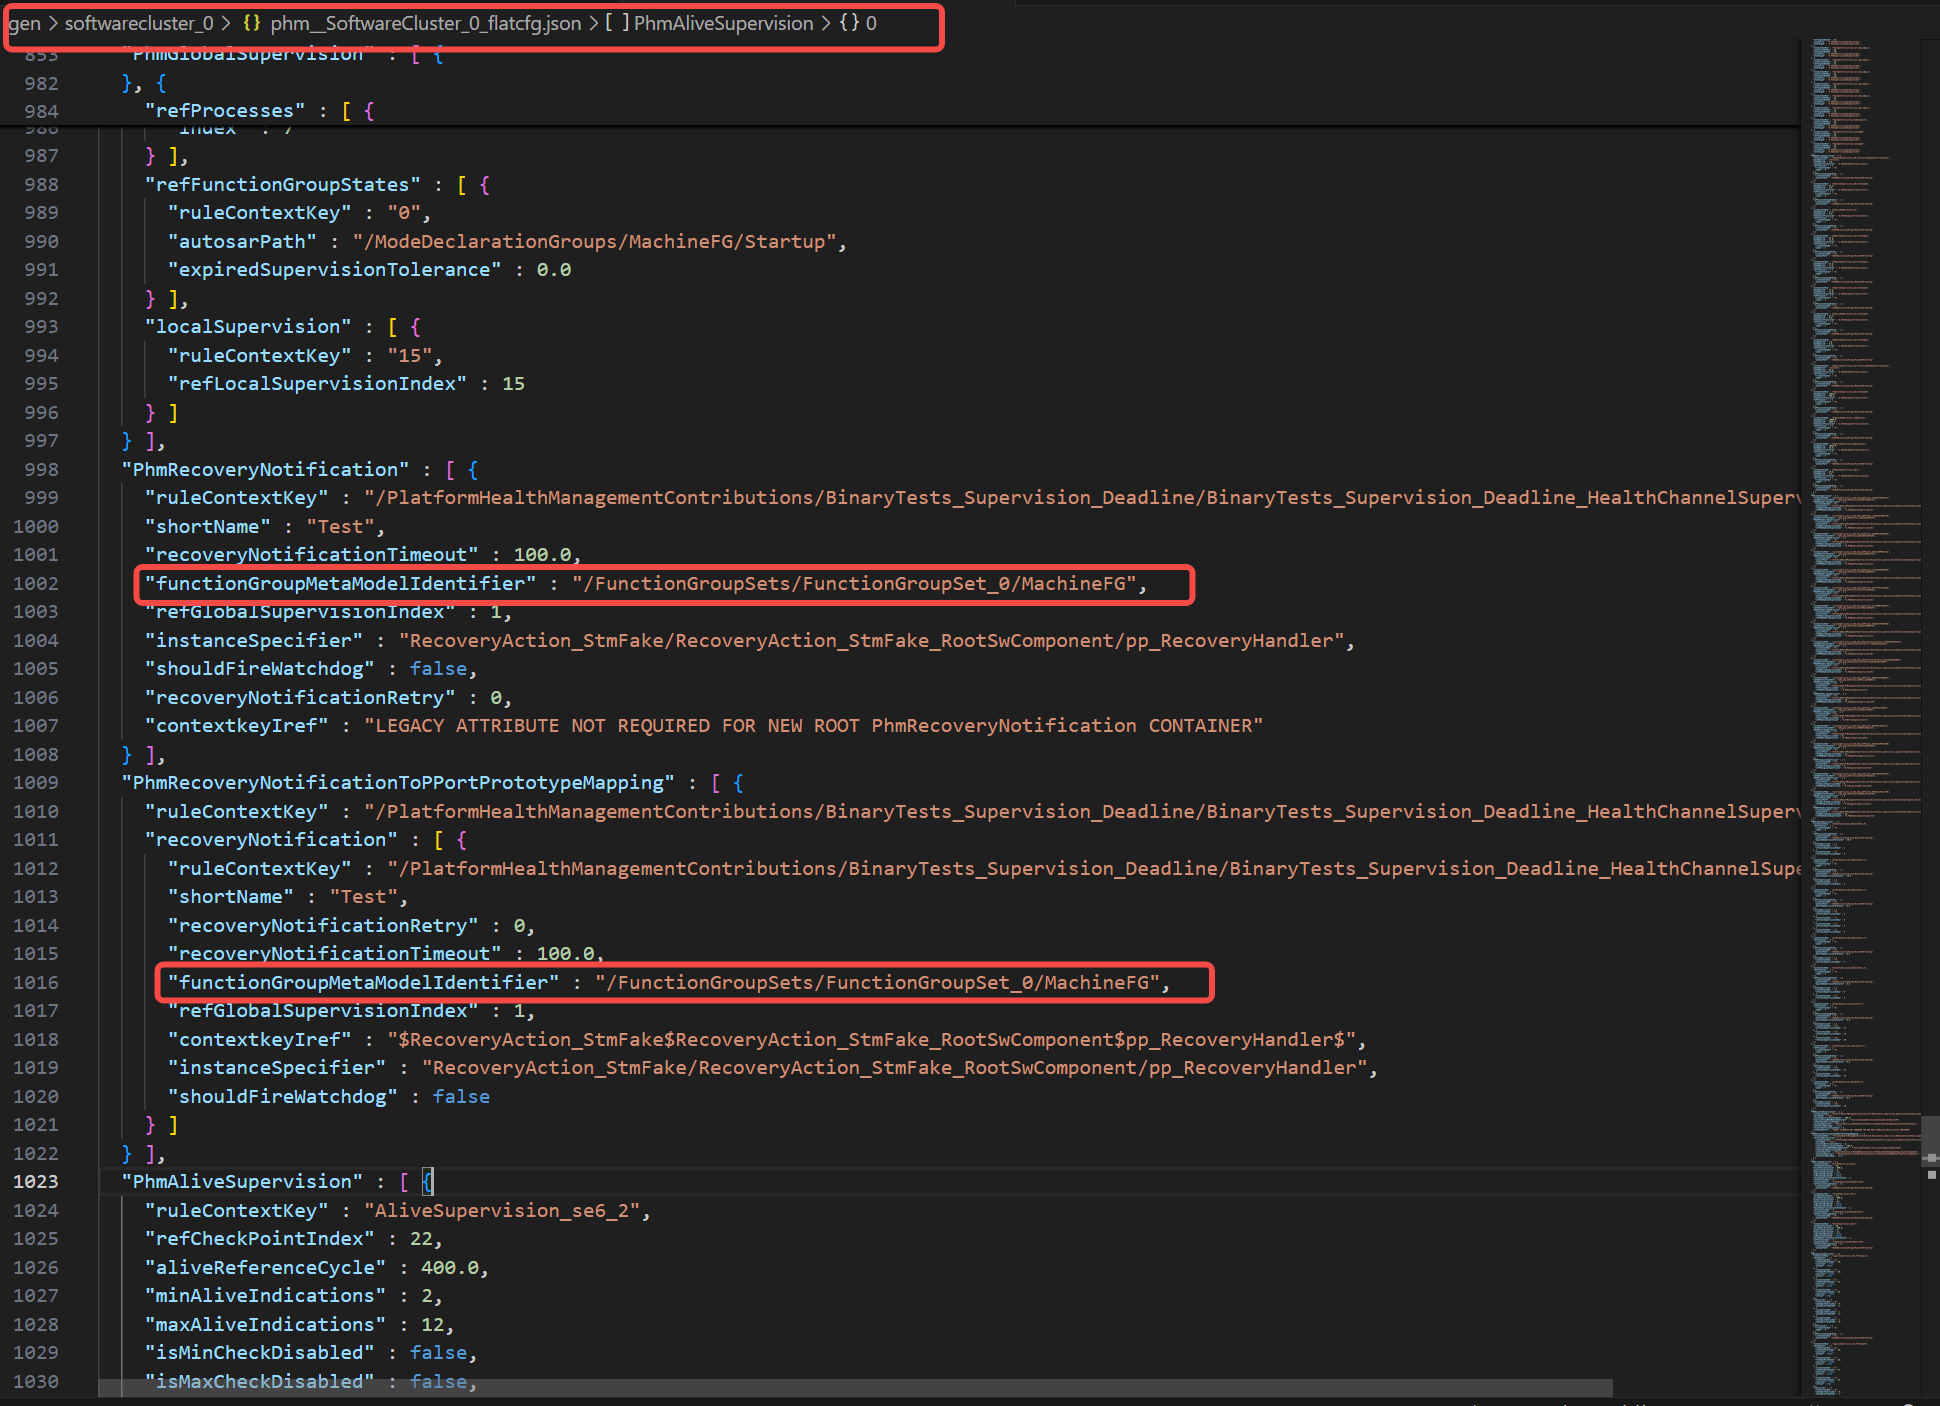 gen > softwarecluster_0 > {} phm__SoftwareCluster_0_flatcfg.json > [ ] PhmAliveSupervision > {} 0
853 "PhmGlobalSupervision" : [ {
982 }, {
984 "refProcesses" : [ {
986 "index" : 7
987 } ],
988 "refFunctionGroupStates" : [ {
989 "ruleContextKey" : "0",
990 "autosarPath" : "/ModeDeclarationGroups/MachineFG/Startup",
991 "expiredSupervisionTolerance" : 0.0
992 } ],
993 "localSupervision" : [ {
994 "ruleContextKey" : "15",
995 "refLocalSupervisionIndex" : 15
996 } ]
997 } ],
998 "PhmRecoveryNotification" : [ {
999 "ruleContextKey" : "/PlatformHealthManagementContributions/BinaryTests_Supervision_Deadline/BinaryTests_Supervision_Deadline_HealthChannelSuperv
1000 "shortName" : "Test",
1001 "recoveryNotificationTimeout" : 100.0,
1002 "functionGroupMetaModelIdentifier" : "/FunctionGroupSets/FunctionGroupSet_0/MachineFG",
1003 "refGlobalSupervisionIndex" : 1,
1004 "instanceSpecifier" : "RecoveryAction_StmFake/RecoveryAction_StmFake_RootSwComponent/pp_RecoveryHandler",
1005 "shouldFireWatchdog" : false,
1006 "recoveryNotificationRetry" : 0,
1007 "contextkeyIref" : "LEGACY ATTRIBUTE NOT REQUIRED FOR NEW ROOT PhmRecoveryNotification CONTAINER"
1008 } ],
1009 "PhmRecoveryNotificationToPPortPrototypeMapping" : [ {
1010 "ruleContextKey" : "/PlatformHealthManagementContributions/BinaryTests_Supervision_Deadline/BinaryTests_Supervision_Deadline_HealthChannelSuperv
1011 "recoveryNotification" : [ {
1012 "ruleContextKey" : "/PlatformHealthManagementContributions/BinaryTests_Supervision_Deadline/BinaryTests_Supervision_Deadline_HealthChannelSupe
1013 "shortName" : "Test",
1014 "recoveryNotificationRetry" : 0,
1015 "recoveryNotificationTimeout" : 100.0,
1016 "functionGroupMetaModelIdentifier" : "/FunctionGroupSets/FunctionGroupSet_0/MachineFG",
1017 "refGlobalSupervisionIndex" : 1,
1018 "contextkeyIref" : "$RecoveryAction_StmFake$RecoveryAction_StmFake_RootSwComponent$pp_RecoveryHandler$",
1019 "instanceSpecifier" : "RecoveryAction_StmFake/RecoveryAction_StmFake_RootSwComponent/pp_RecoveryHandler",
1020 "shouldFireWatchdog" : false
1021 } ]
1022 } ],
1023 "PhmAliveSupervision" : [ {
1024 "ruleContextKey" : "AliveSupervision_se6_2",
1025 "refCheckPointIndex" : 22,
1026 "aliveReferenceCycle" : 400.0,
1027 "minAliveIndications" : 2,
1028 "maxAliveIndications" : 12,
1029 "isMinCheckDisabled" : false,
1030 "isMaxCheckDisabled" : false,